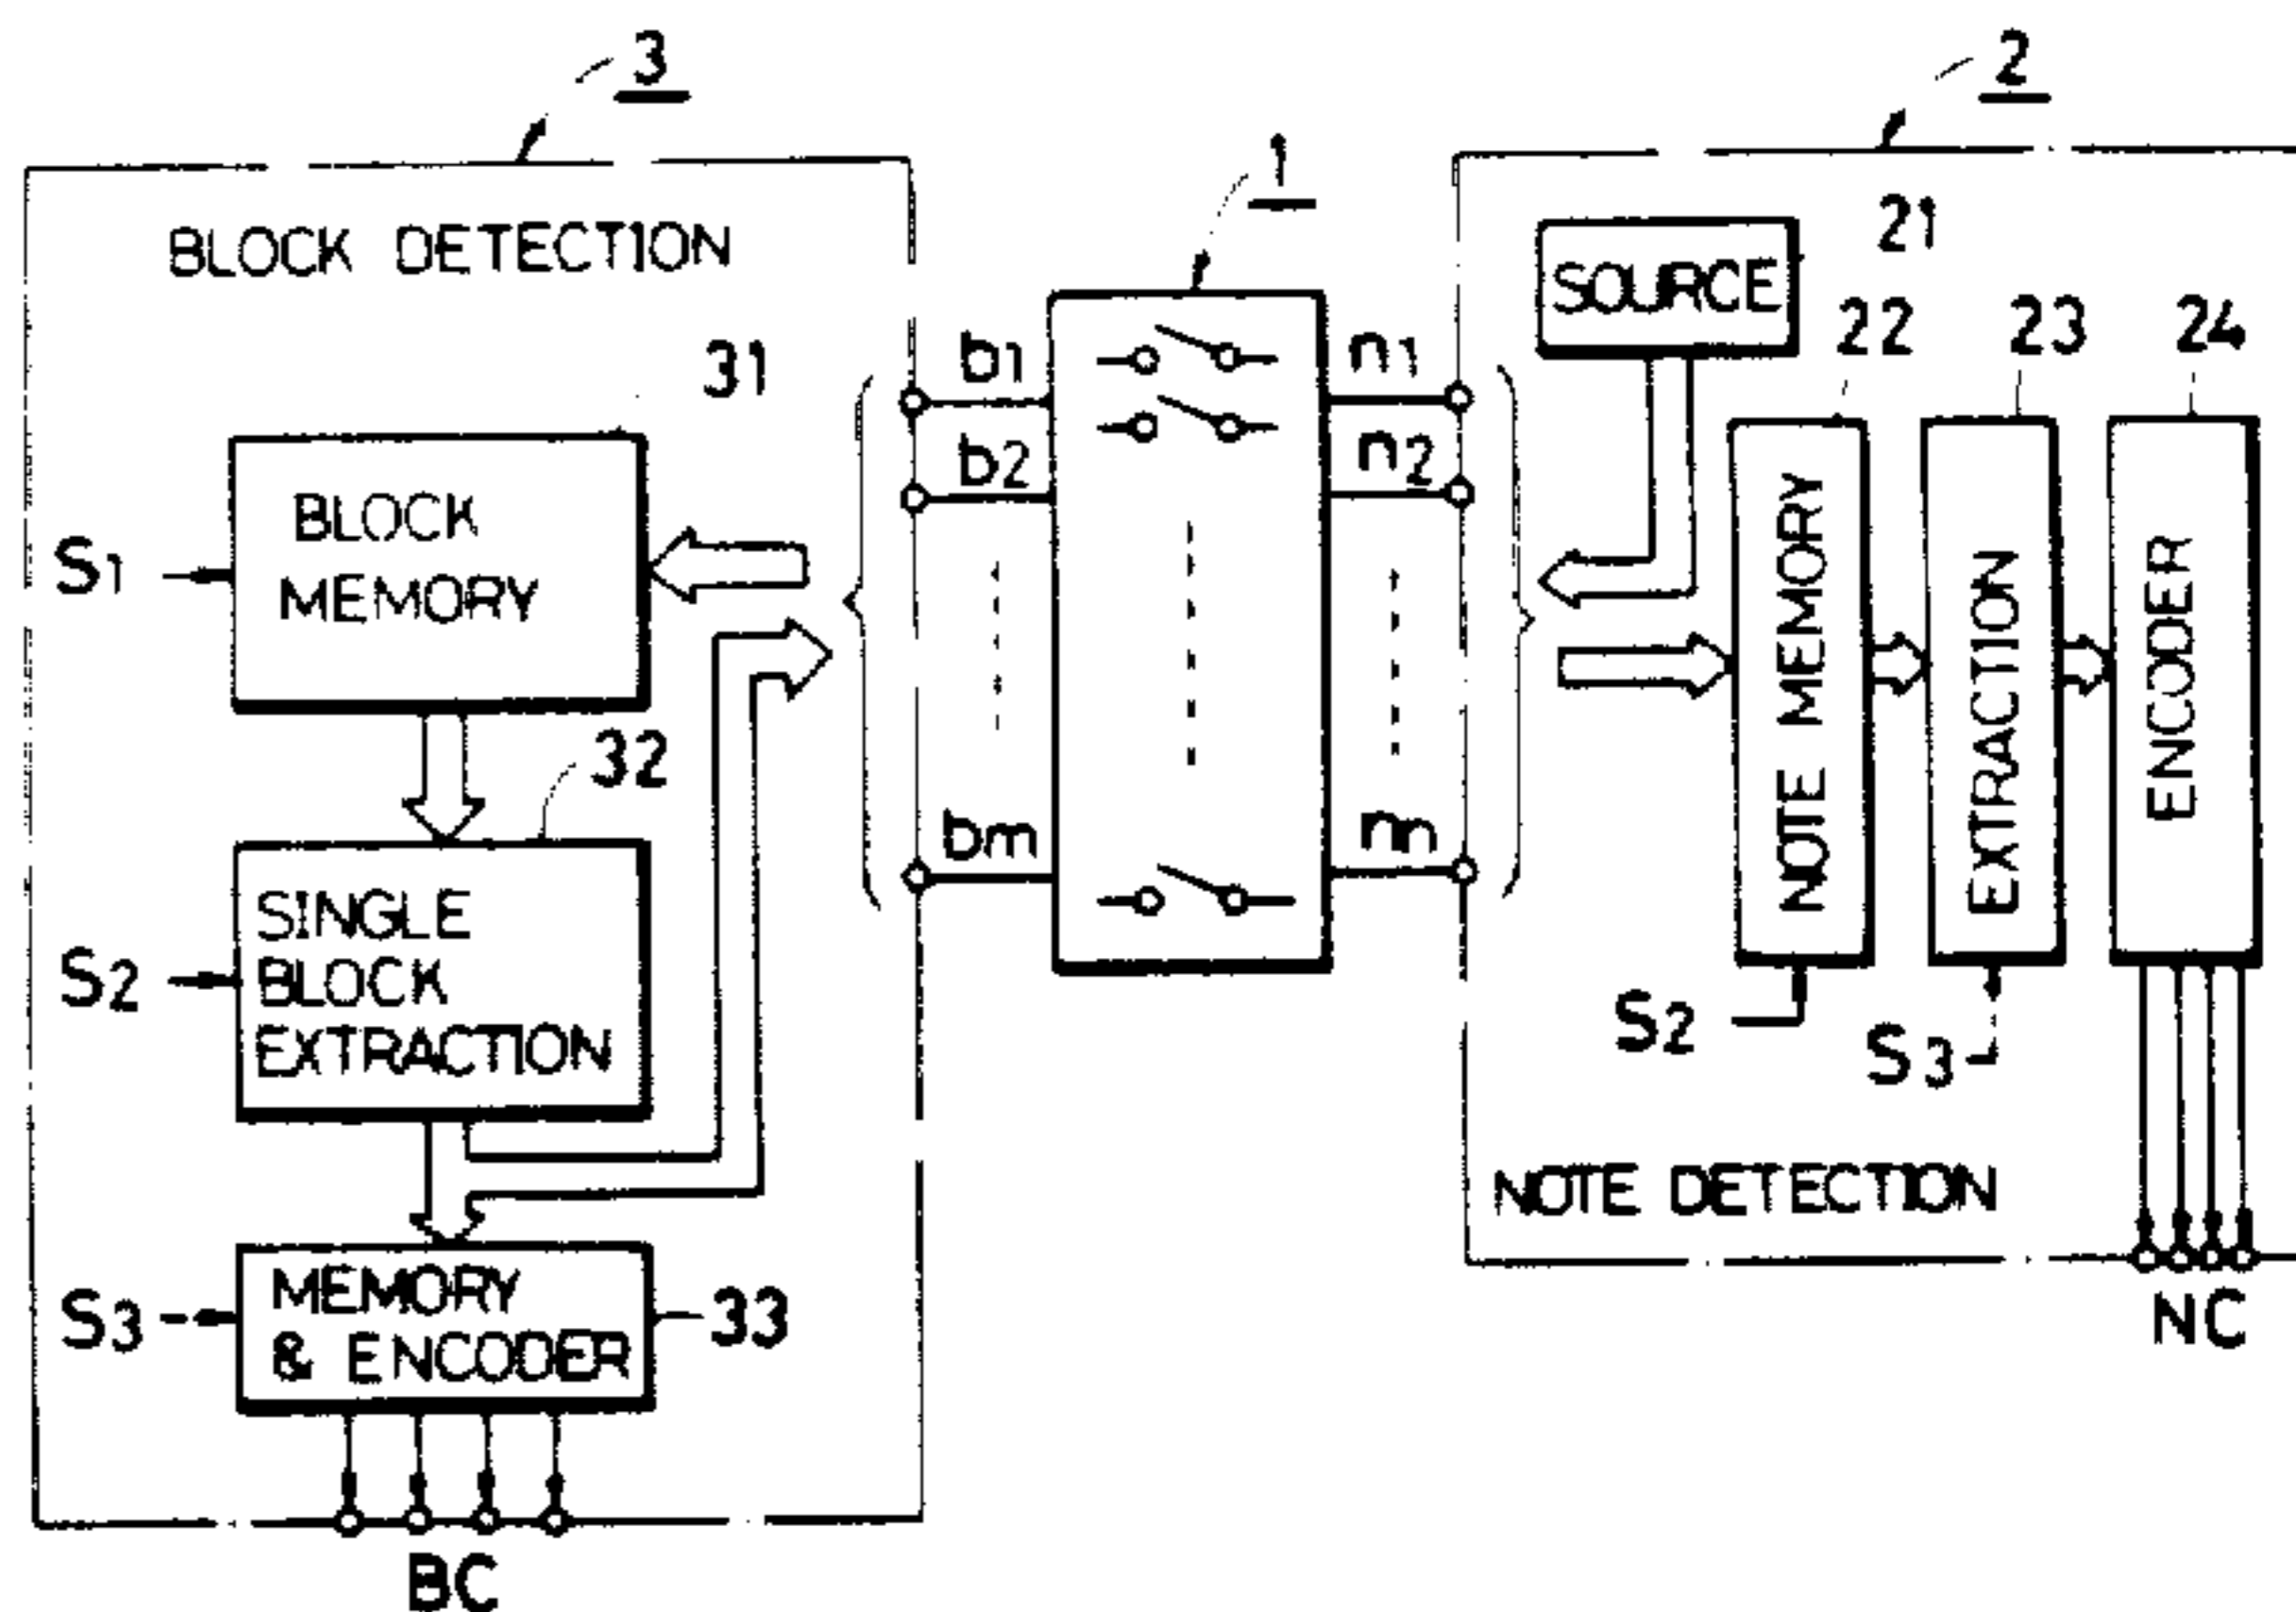 3
2
1
BLOCK DETECTION
21
SOURCE
22
23
24
31
b1
n1
b2
n2
BLOCK
MEMORY
S1
NOTE MEMORY
EXTRACTION
ENCODER
32
bm
nn
SINGLE
BLOCK
EXTRACTION
S2
S2
S3
NOTE DETECTION
MEMORY
& ENCODER
S3
33
NC
BC